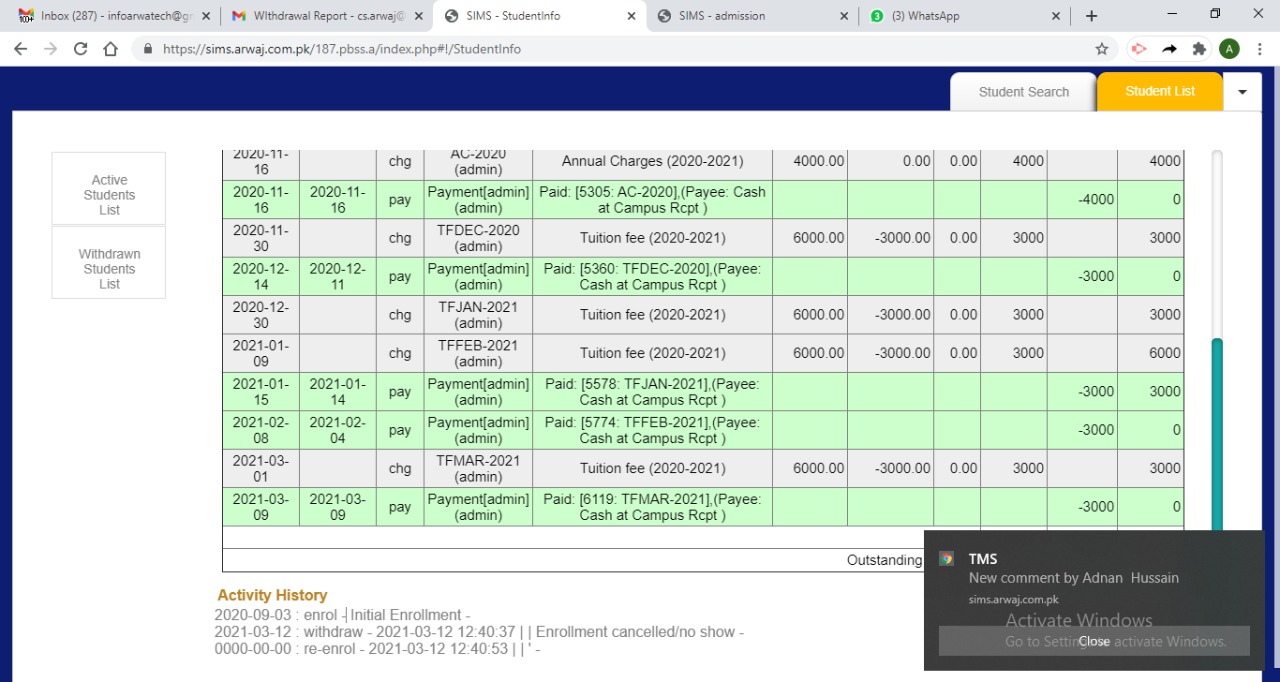 Inbox (287) - infoarwatech@gr
WIthdrawal Report - cs.arwaj@
SIMS - StudentInfo
SIMS - admission
3 (3) WhatsApp
https://sims.arwaj.com.pk/187.pbss.a/index.php#!/StudentInfo
A
Student Search
Student List
Active
Students
List
Withdrawn
Students
List
2020-11-16 chg AC-2020 (admin) Annual Charges (2020-2021) 4000.00 0.00 0.00 4000 4000
2020-11-16 2020-11-16 pay Payment[admin] (admin) Paid: [5305: AC-2020],(Payee: Cash at Campus Rcpt ) -4000 0
2020-11-30 chg TFDEC-2020 (admin) Tuition fee (2020-2021) 6000.00 -3000.00 0.00 3000 3000
2020-12-14 2020-12-11 pay Payment[admin] (admin) Paid: [5360: TFDEC-2020],(Payee: Cash at Campus Rcpt ) -3000 0
2020-12-30 chg TFJAN-2021 (admin) Tuition fee (2020-2021) 6000.00 -3000.00 0.00 3000 3000
2021-01-09 chg TFFEB-2021 (admin) Tuition fee (2020-2021) 6000.00 -3000.00 0.00 3000 6000
2021-01-15 2021-01-14 pay Payment[admin] (admin) Paid: [5578: TFJAN-2021],(Payee: Cash at Campus Rcpt ) -3000 3000
2021-02-08 2021-02-04 pay Payment[admin] (admin) Paid: [5774: TFFEB-2021],(Payee: Cash at Campus Rcpt ) -3000 0
2021-03-01 chg TFMAR-2021 (admin) Tuition fee (2020-2021) 6000.00 -3000.00 0.00 3000 3000
2021-03-09 2021-03-09 pay Payment[admin] (admin) Paid: [6119: TFMAR-2021],(Payee: Cash at Campus Rcpt ) -3000 0
Outstanding
Activity History
2020-09-03 : enrol -|Initial Enrollment -
2021-03-12 : withdraw - 2021-03-12 12:40:37 | | Enrollment cancelled/no show -
0000-00-00 : re-enrol - 2021-03-12 12:40:53 | | ' -
TMS
New comment by Adnan Hussain
sims.arwaj.com.pk
Activate Windows
Go to Settings to activate Windows.
Close